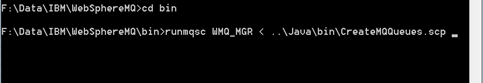 F:\Data\IBM\WebSphereMQ>cd bin
F:\Data\IBM\WebSphereMQ\bin>runmqsc WMQ_MGR < ..\Java\bin\CreateMQQueues.scp _